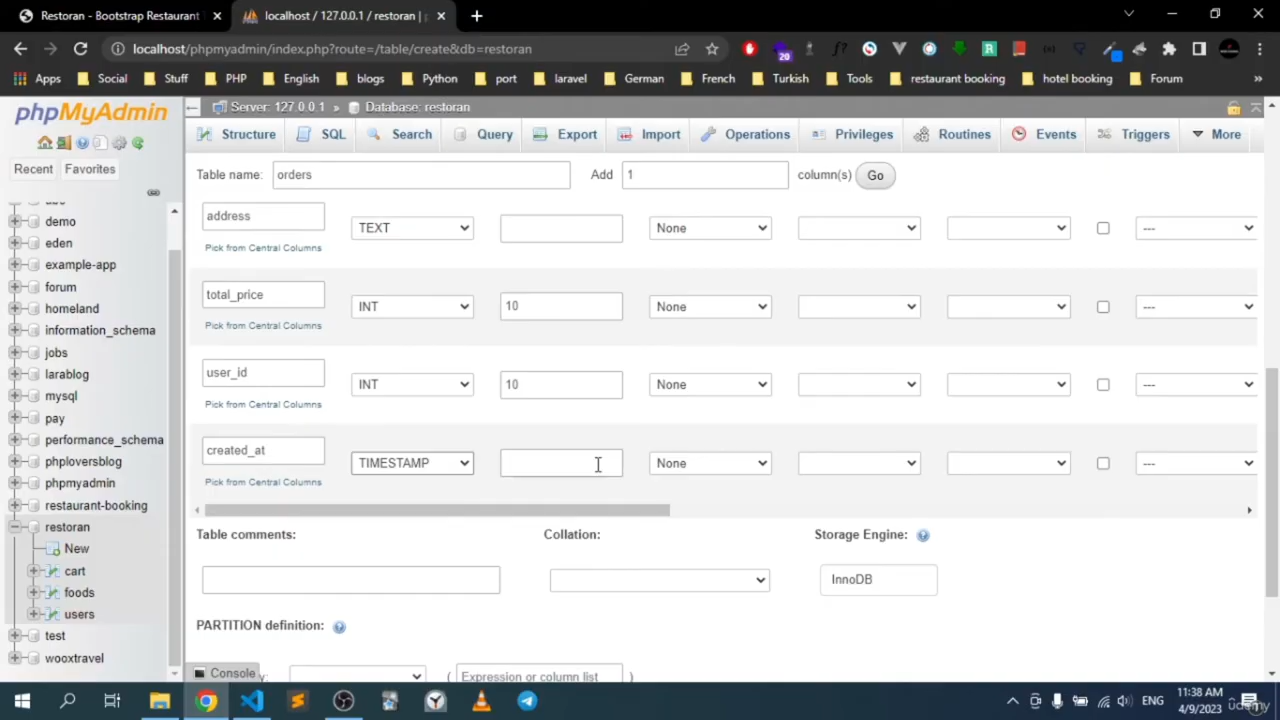 Restoran - Bootstrap Restaurant
localhost / 127.0.0.1 / restoran |
localhost/phpmyadmin/index.php?route=/table/create&db=restoran
20
Apps Social Stuff PHP English blogs Python port laravel German French Turkish Tools restaurant booking hotel booking Forum »
phpMyAdmin
Recent Favorites
demo
eden
example-app
forum
homeland
information_schema
jobs
larablog
mysql
pay
performance_schema
phploversblog
phpmyadmin
restaurant-booking
restoran
New
cart
foods
users
test
wooxtravel
Server: 127.0.0.1 » Database: restoran
Structure SQL Search Query Export Import Operations Privileges Routines Events Triggers More
Table name: orders Add 1 column(s) Go
address TEXT None ---
Pick from Central Columns
total_price INT 10 None ---
Pick from Central Columns
user_id INT 10 None ---
Pick from Central Columns
created_at TIMESTAMP None ---
Pick from Central Columns
Table comments: Collation: Storage Engine:
InnoDB
PARTITION definition:
Console y: ( Expression or column list )
ENG 11:38 AM
4/9/2023
udemy